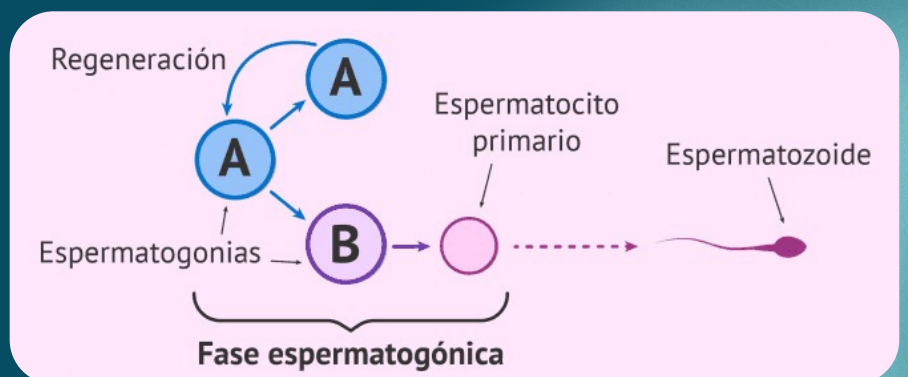 Regeneración
A
A
Espermatocito
primario
Espermatozoide
Espermatogonias
B
Fase espermatogónica